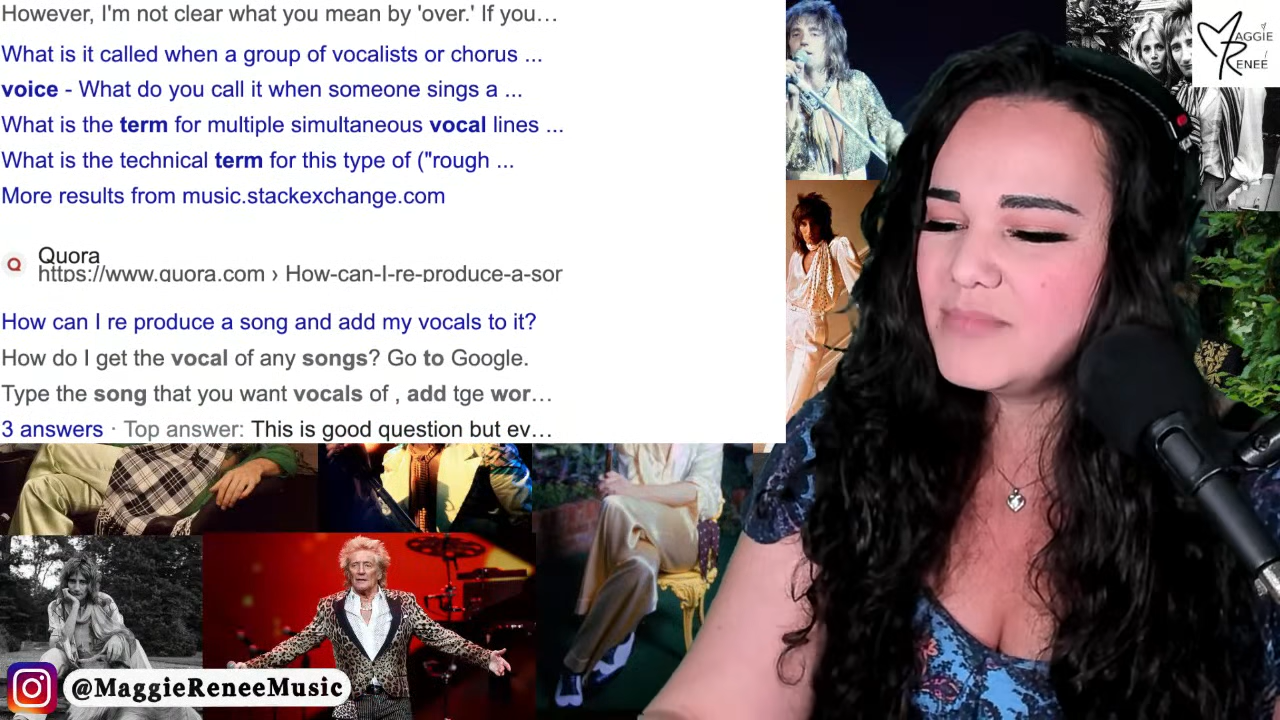 However, I'm not clear what you mean by 'over.' If you…
What is it called when a group of vocalists or chorus ...
voice - What do you call it when someone sings a ...
What is the term for multiple simultaneous vocal lines ...
What is the technical term for this type of ("rough ...
More results from music.stackexchange.com
Quora
https://www.quora.com › How-can-I-re-produce-a-sor
How can I re produce a song and add my vocals to it?
How do I get the vocal of any songs? Go to Google.
Type the song that you want vocals of , add tge wor…
3 answers · Top answer: This is good question but ev…
MAGGIE
RENEE
@MaggieReneeMusic